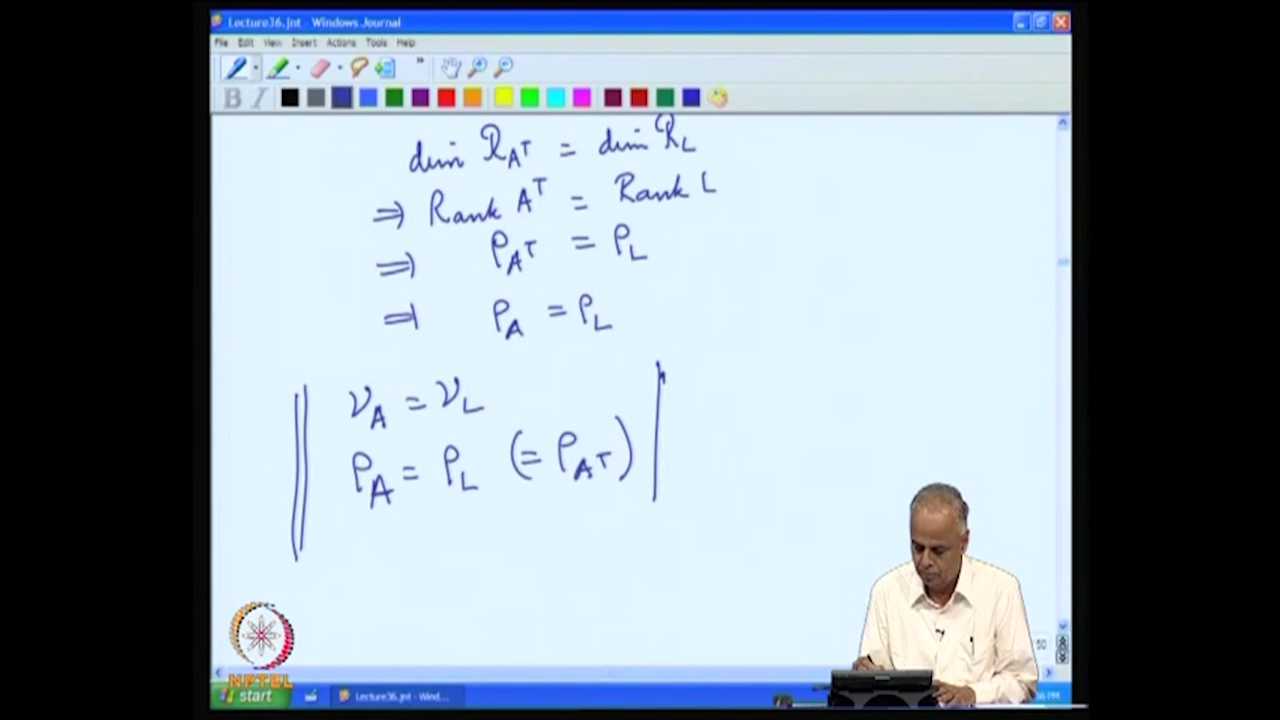 Lecture36.jnt - Windows Journal
File Edit View Insert Actions Tools Help
B I
dim R_{A^T} = dim R_L
⇒ Rank A^T = Rank L
⇒ ρ_{A^T} = ρ_L
⇒ ρ_A = ρ_L
ν_A = ν_L
ρ_A = ρ_L (= ρ_{A^T})
50
NPTEL
start Lecture36.jnt - Wind...